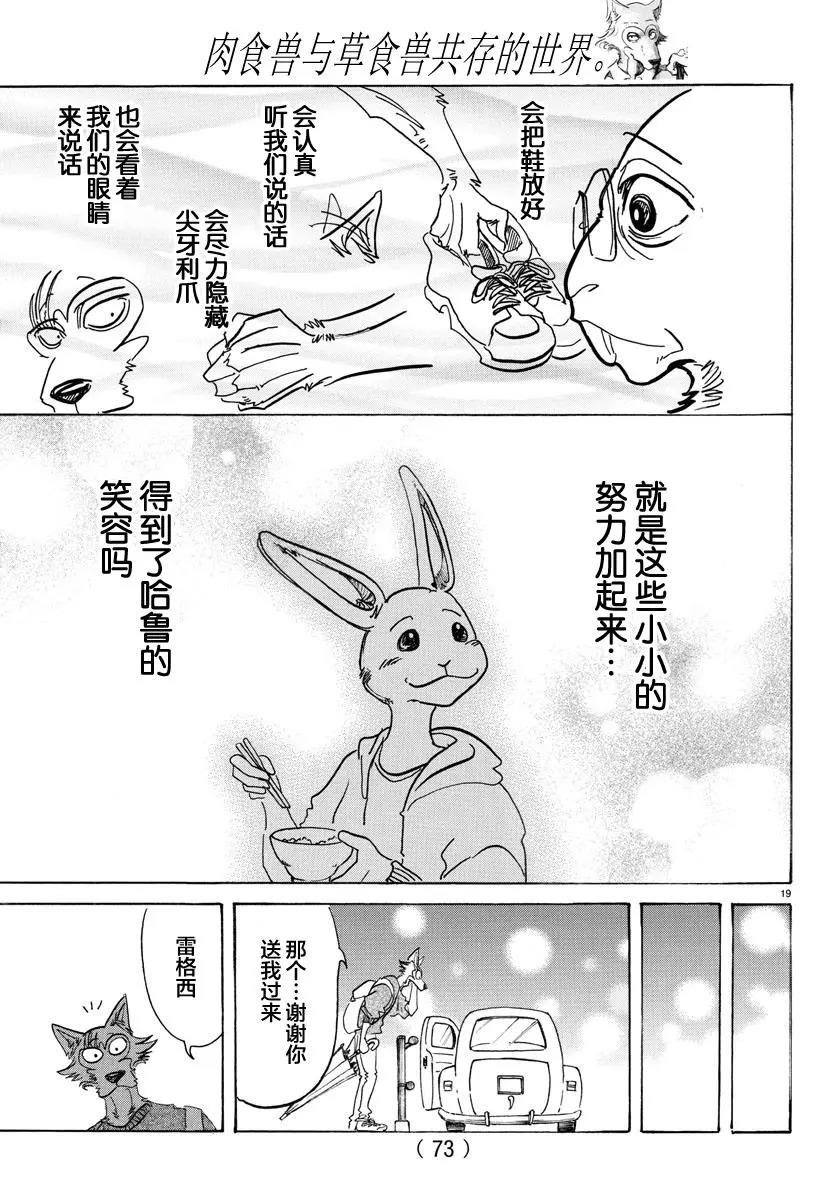 肉食兽与草食兽共存的世界。
会把鞋放好
会认真
听我们说的话
会尽力隐藏
尖牙利爪
也会看着
我们的眼睛
来说话
就是这些小小的
努力加起来…
得到了哈鲁的
笑容吗
19
那个…谢谢你
送我过来
雷格西
(73)